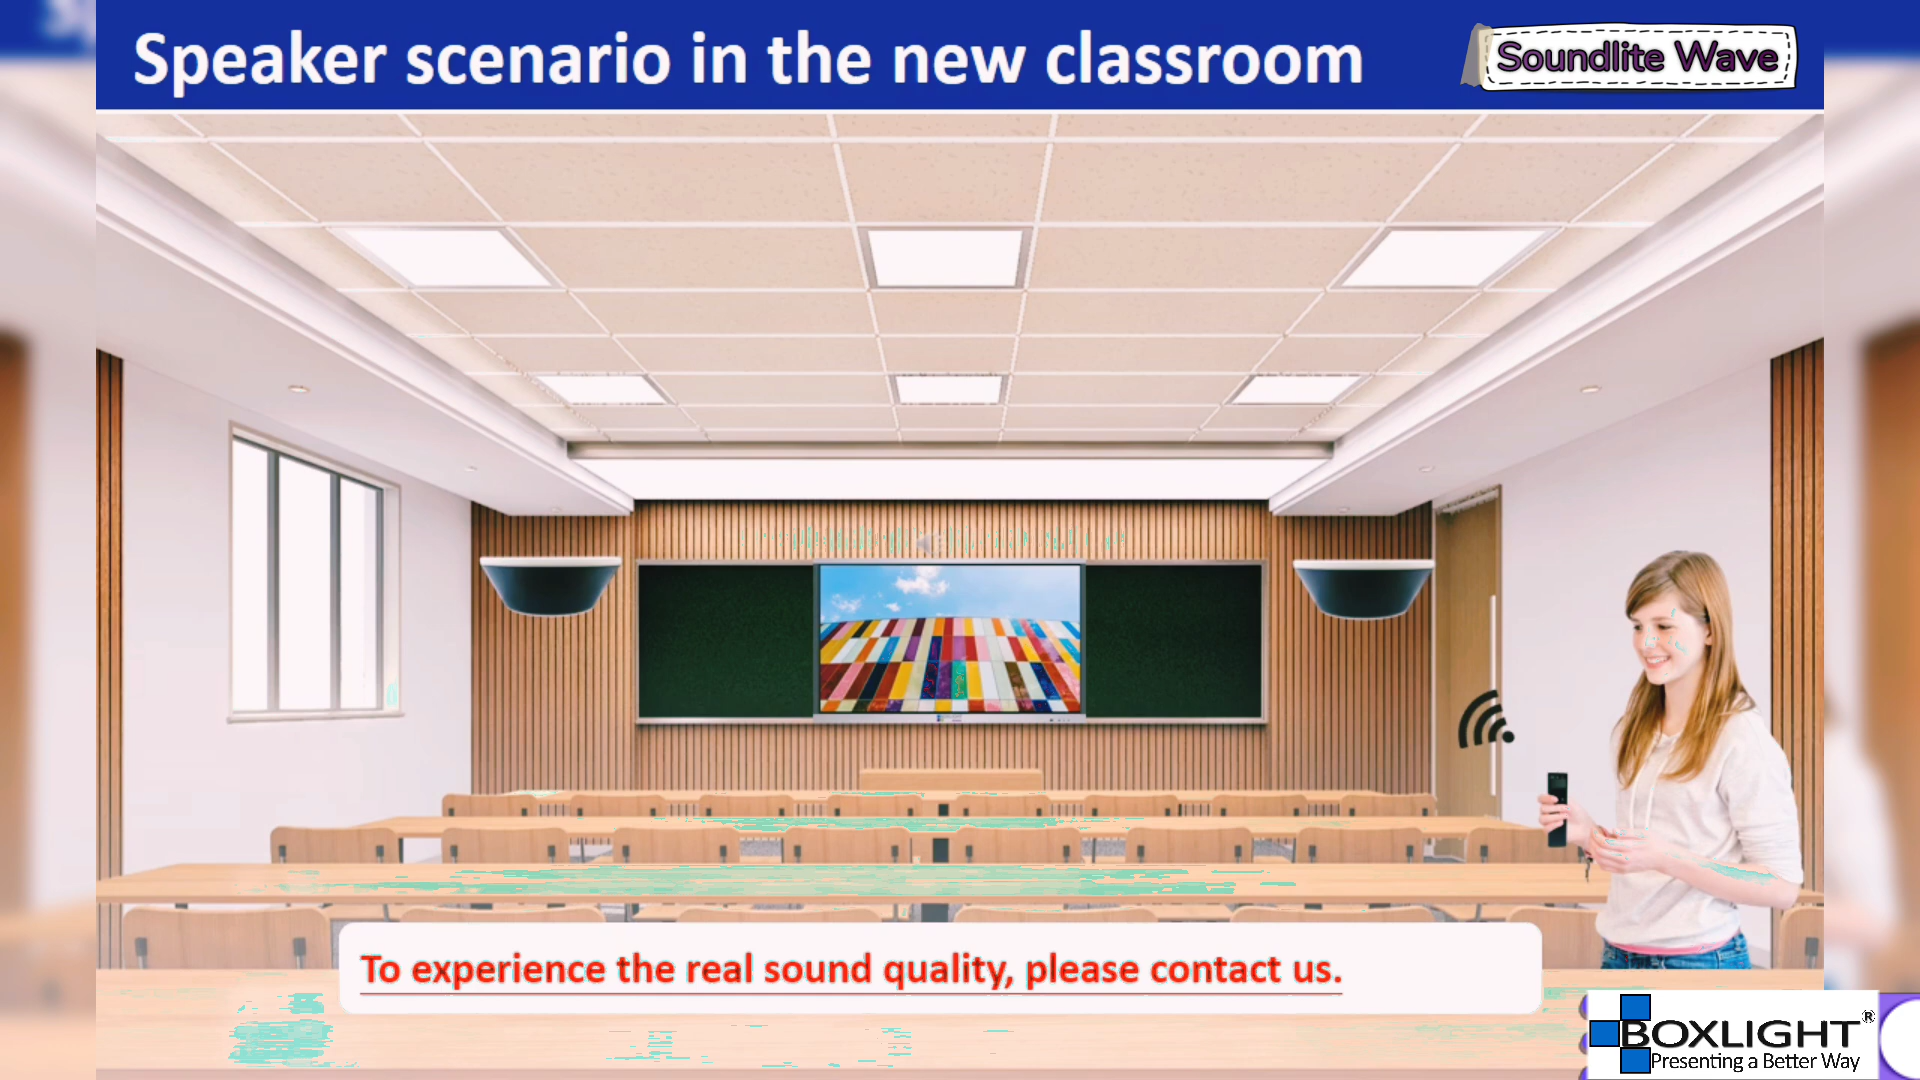 Speaker scenario in the new classroom
Soundlite Wave
To experience the real sound quality, please contact us.
BOXLIGHT®
Presenting a Better Way